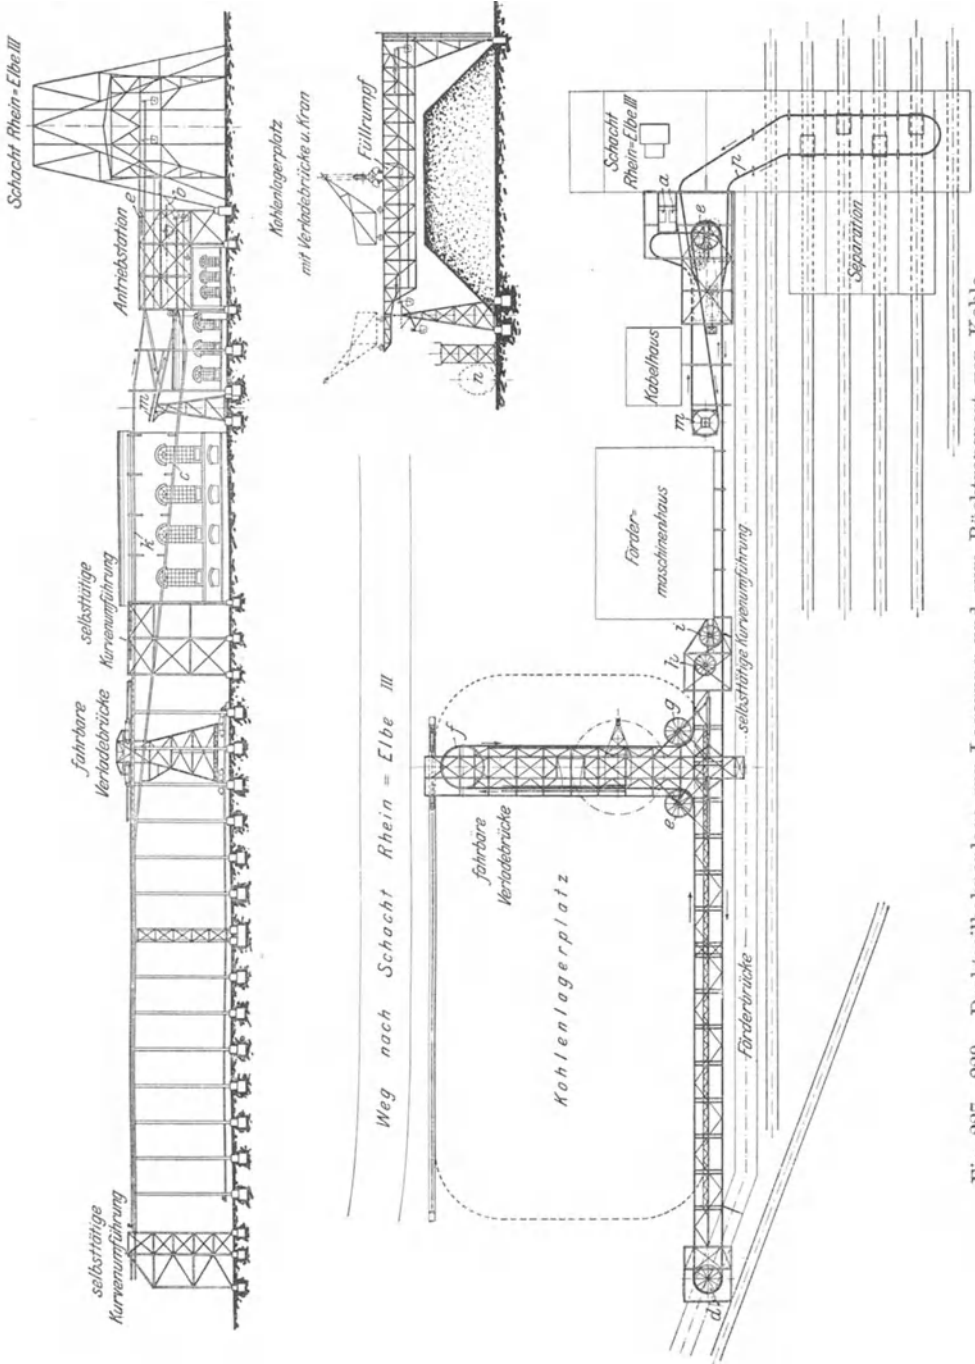 Schacht Rhein=Elbe III
Antriebstation
e
b
m
c
k
selbsttätige
Kurvenumführung
fahrbare
Verladebrücke
selbsttätige
Kurvenumführung
Kohlenlagerplatz
mit Verladebrücke u. Kran
Füllrumpf
n
Weg nach Schacht Rhein = Elbe III
Schacht
Rhein=Elbe III
a
e
Separation
Kabelhaus
m
Förder=
maschinenhaus
i
h
selbsttätige Kurvenumführung
g
f
e
fahrbare
Verladebrücke
Kohlenlagerplatz
Förderbrücke
d